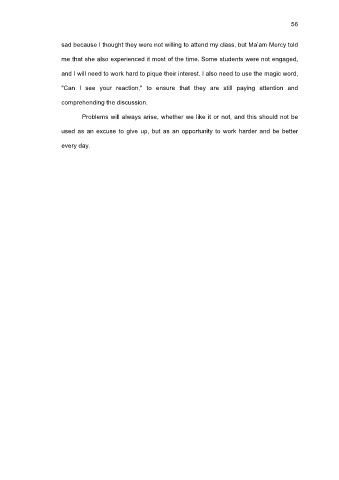 56
sad because I thought they were not willing to attend my class, but Ma'am Mercy told
me that she also experienced it most of the time, Some students were not engaged,
and I will need to work hard to pique their interest. I also need to use the magic word,
"Can I see your reaction," to ensure that they are still paying attention and
comprehending the discussion.
Problems will always arise, whether we like it or not, and this should not be
used as an excuse to give up, but as an opportunity to work harder and be better
every day.